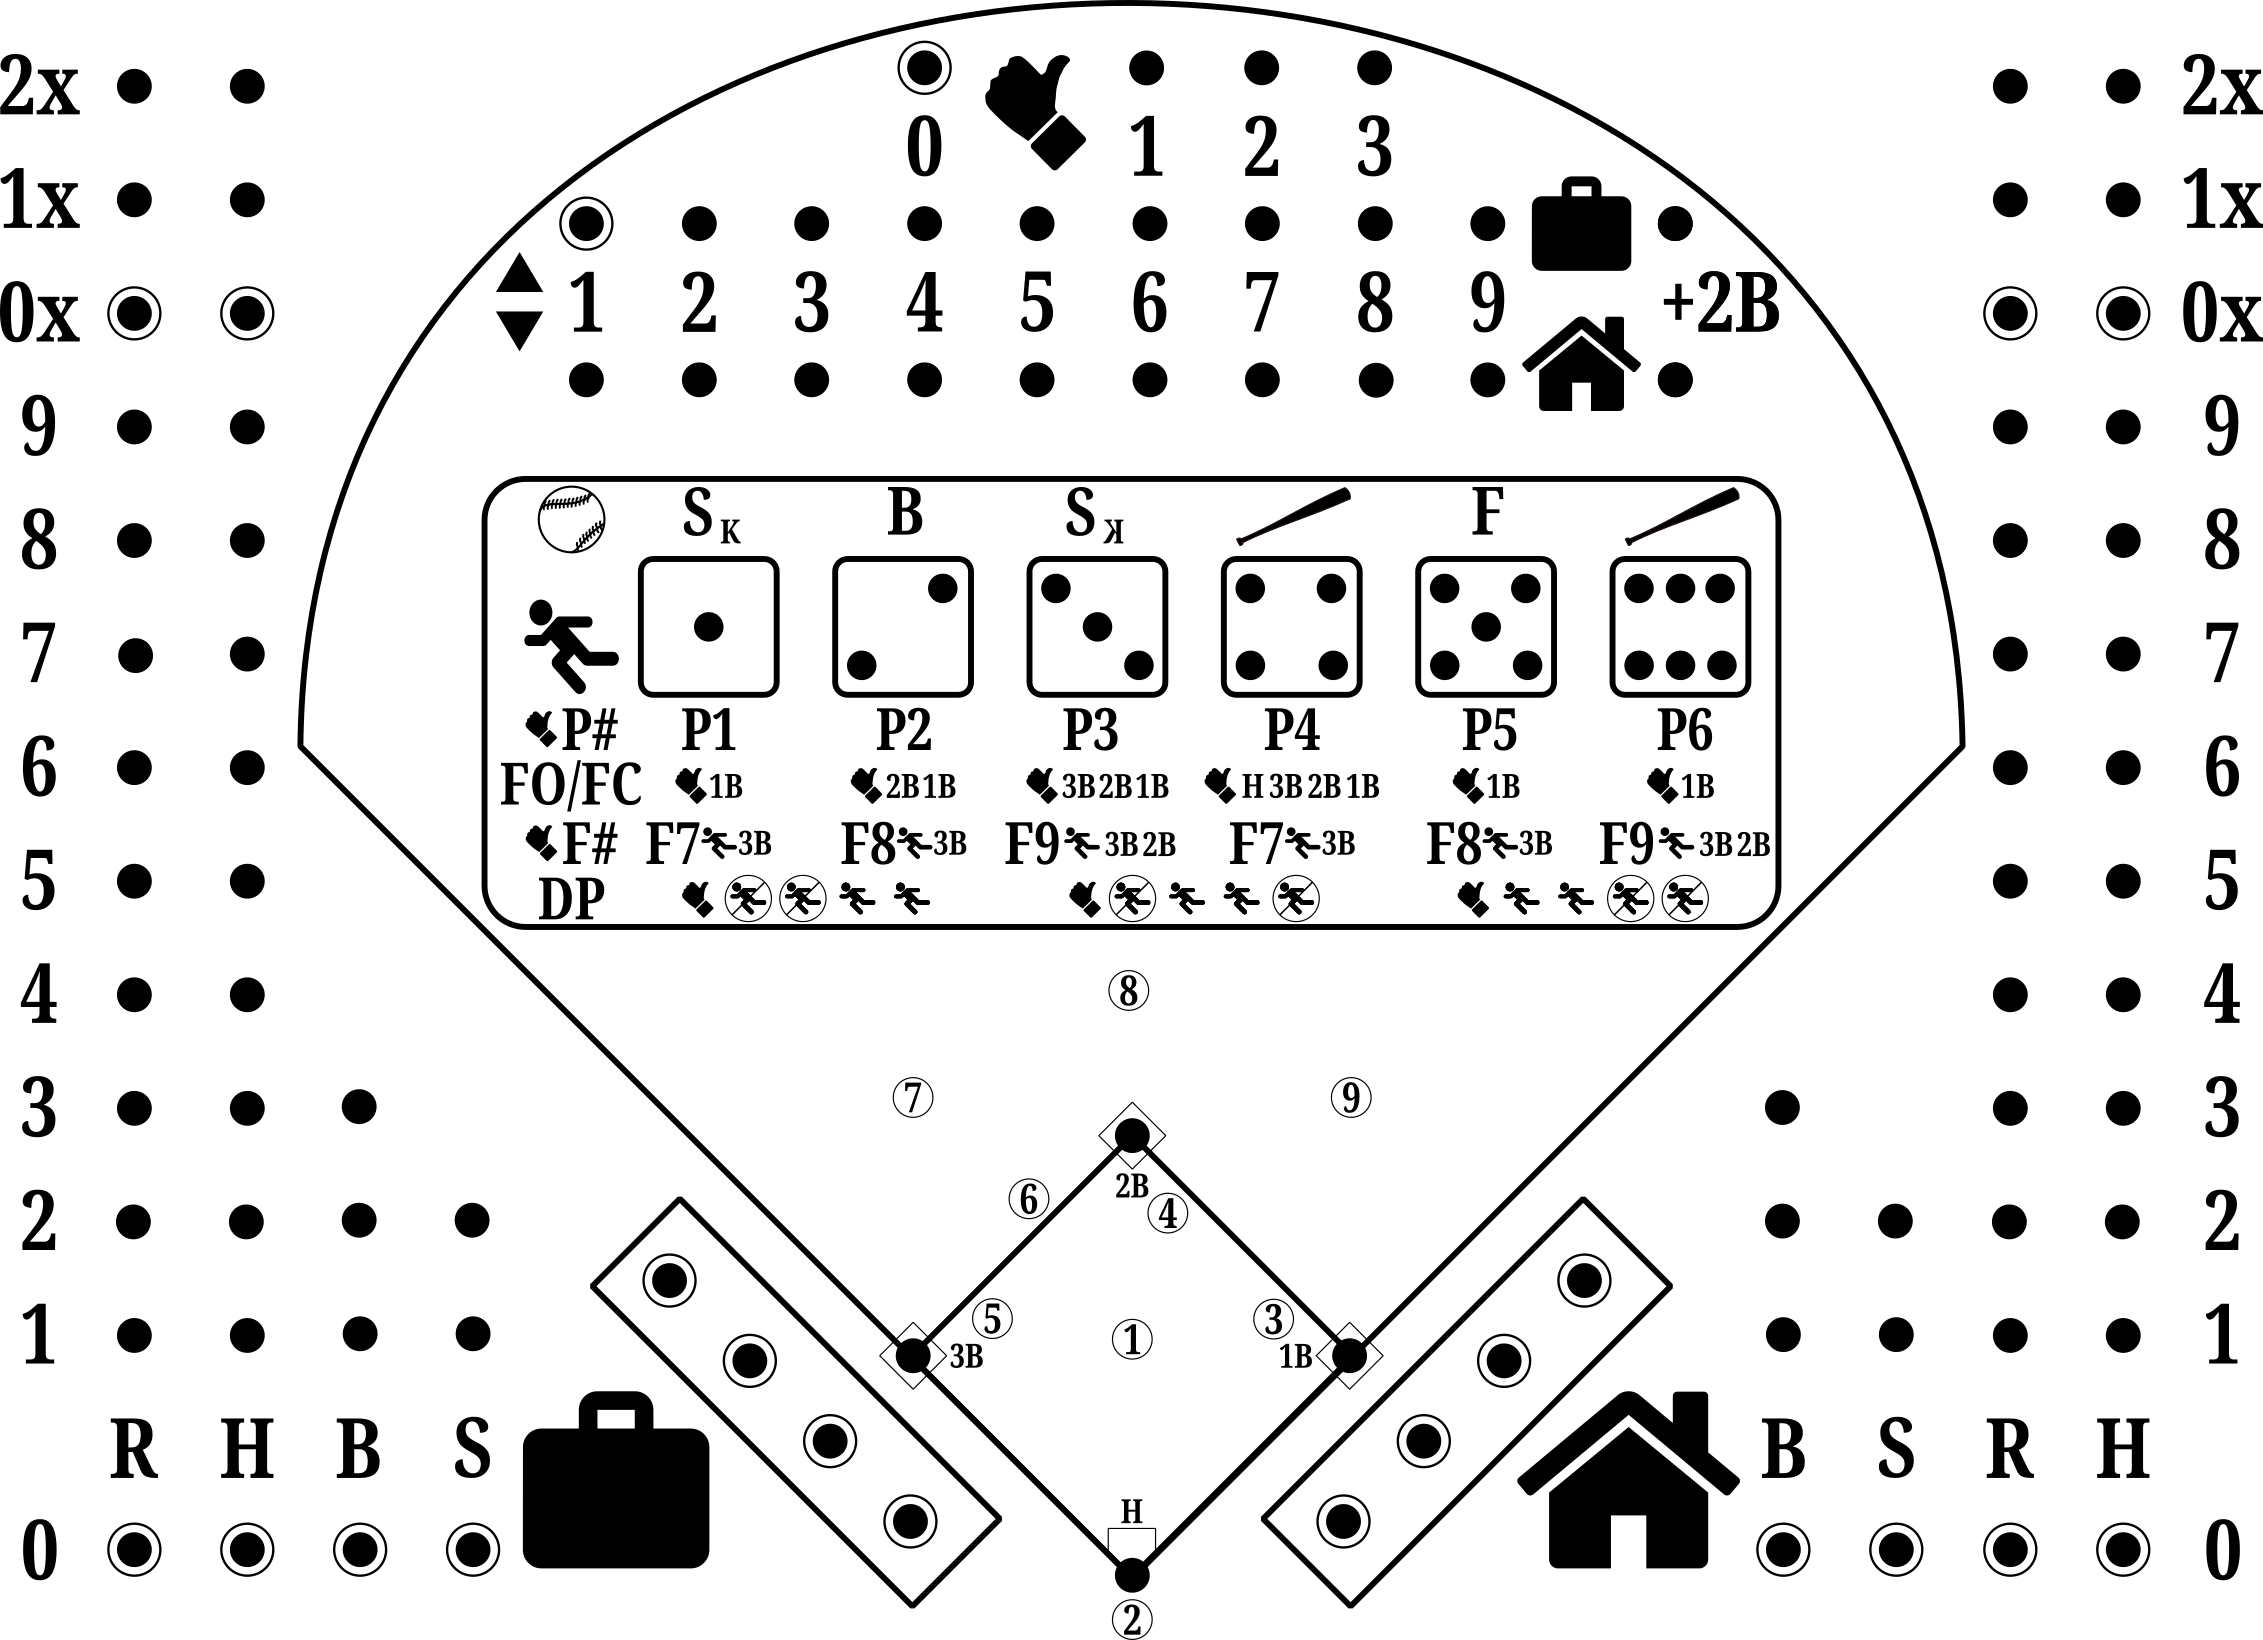 2x
1x
0x
9
8
7
6
5
4
3
2
1
R H B S
0
0 1 2 3
1 2 3 4 5 6 7 8 9 +2B
S K B S ꓘ F
P# P1 P2 P3 P4 P5 P6
FO/FC 1B 2B 1B 3B 2B 1B H 3B 2B 1B 1B 1B
F# F7 3B F8 3B F9 3B 2B F7 3B F8 3B F9 3B 2B
DP
8
7 9
2B
6 4
5 3
3B 1 1B
H
2
2x
1x
0x
9
8
7
6
5
4
3
2
1
B S R H
0